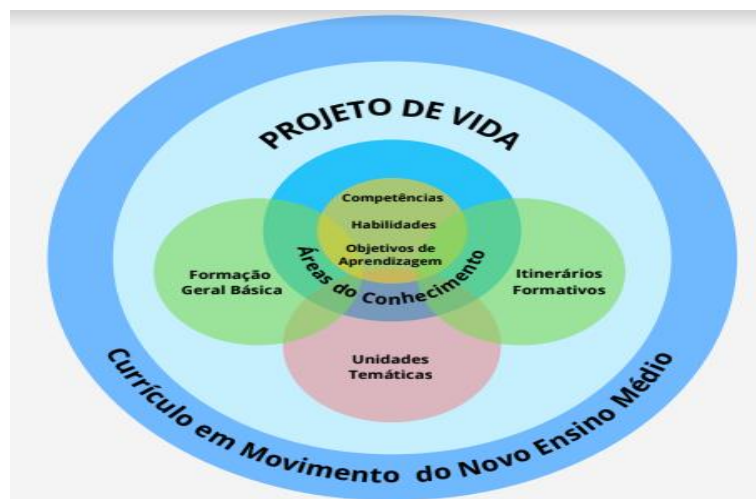 PROJETO DE VIDA
Competências
Habilidades
Objetivos de
Aprendizagem
Áreas do Conhecimento
Formação
Geral Básica
Itinerários
Formativos
Unidades
Temáticas
Currículo em Movimento do Novo Ensino Médio